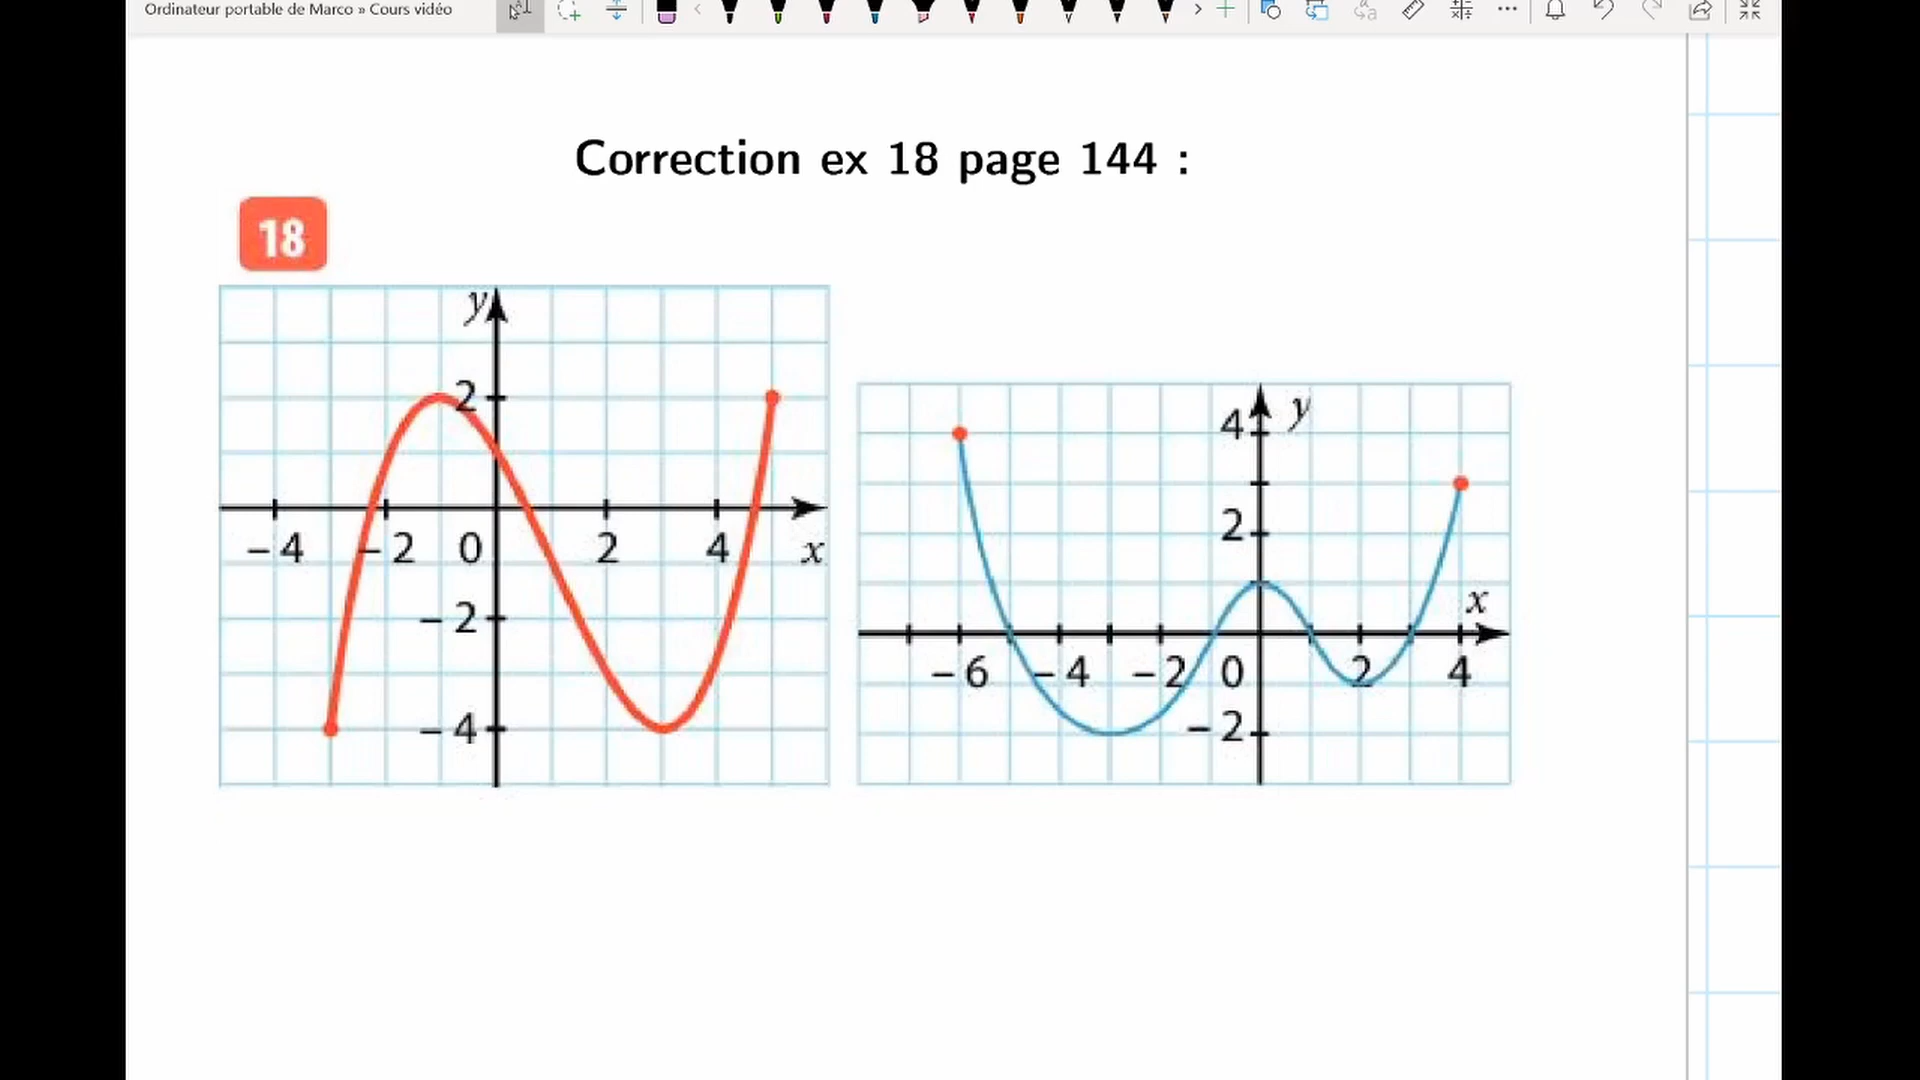 Ordinateur portable de Marco » Cours vidéo
Correction ex 18 page 144 :
18
y
2
-4 -2 0 2 4 x
-2
-4
4 y
2
x
-6 -4 -2 0 2 4
-2